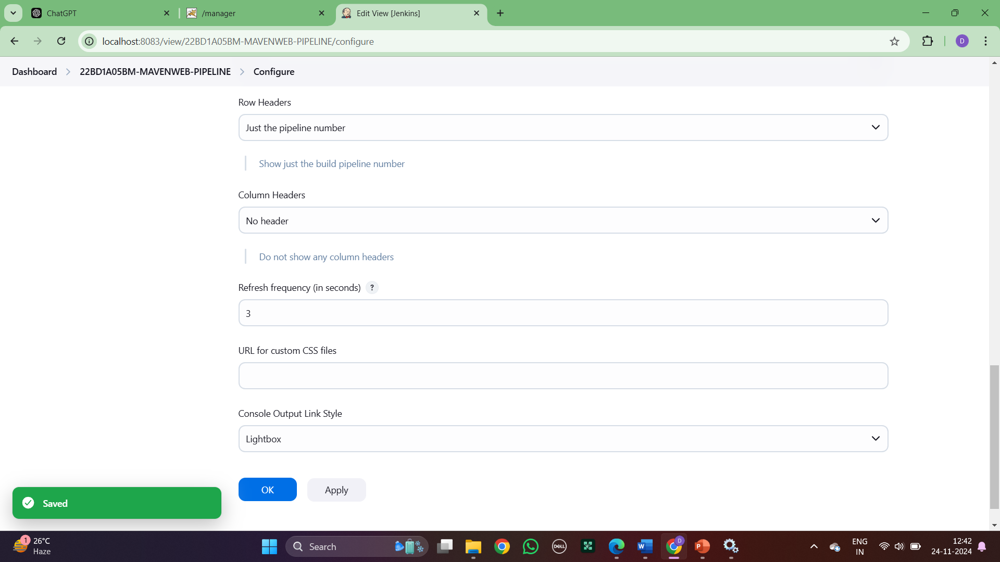 ChatGPT
/manager
Edit View [Jenkins]
localhost:8083/view/22BD1A05BM-MAVENWEB-PIPELINE/configure
D
Dashboard
22BD1A05BM-MAVENWEB-PIPELINE
Configure
Row Headers
Just the pipeline number
Show just the build pipeline number
Column Headers
No header
Do not show any column headers
Refresh frequency (in seconds) ?
3
URL for custom CSS files
Console Output Link Style
Lightbox
OK
Apply
Saved
1
26°C
Haze
Search
DELL
W
D
P
ENG
IN
12:42
24-11-2024